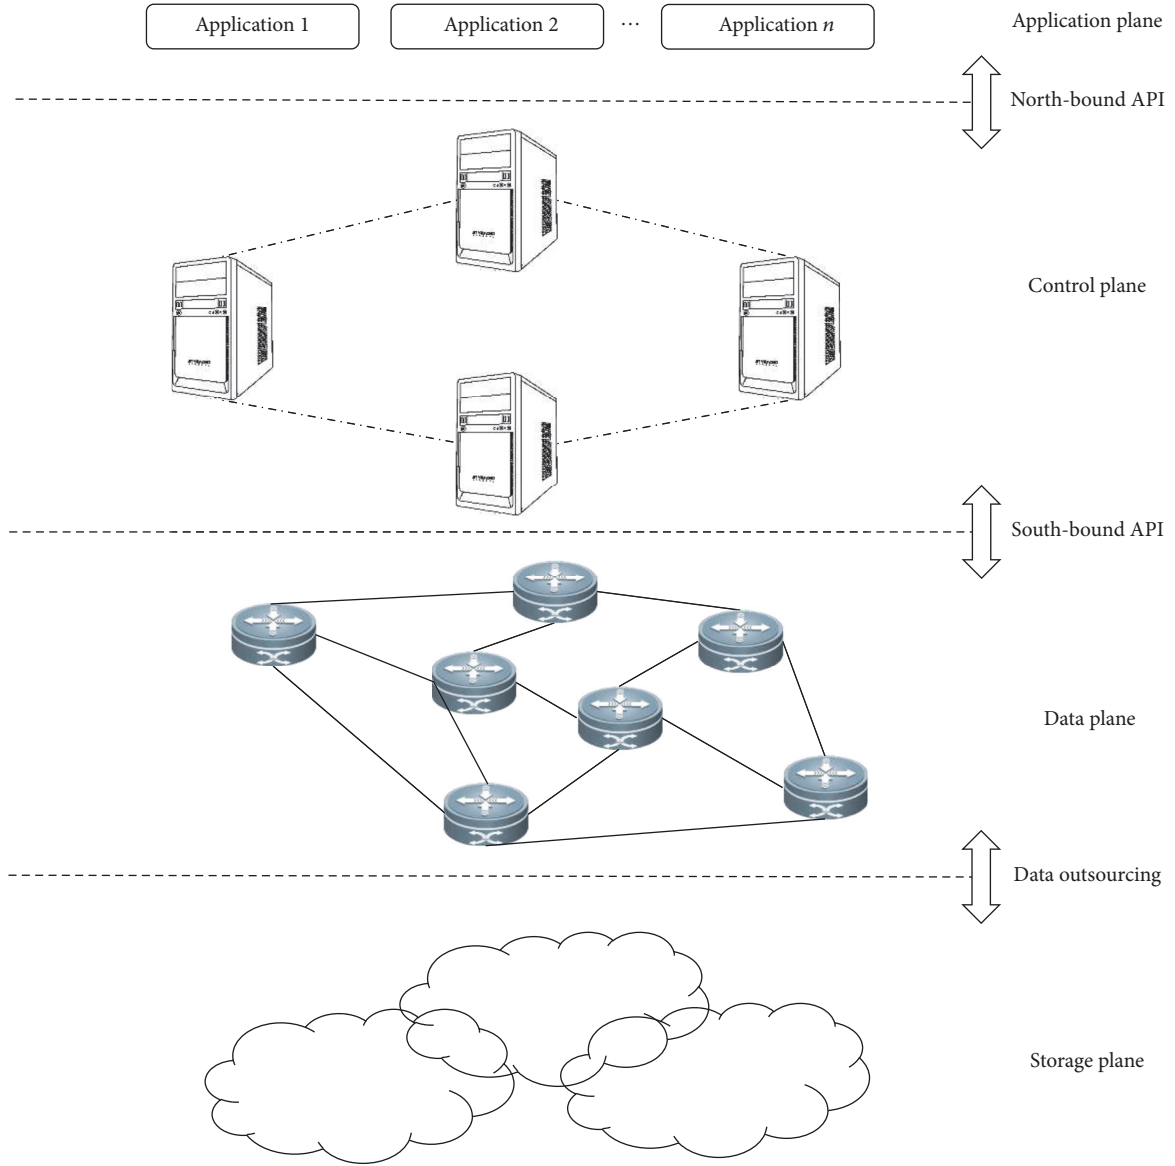 Application 1 Application 2 ... Application n Application plane
North-bound API
Control plane
South-bound API
Data plane
Data outsourcing
Storage plane